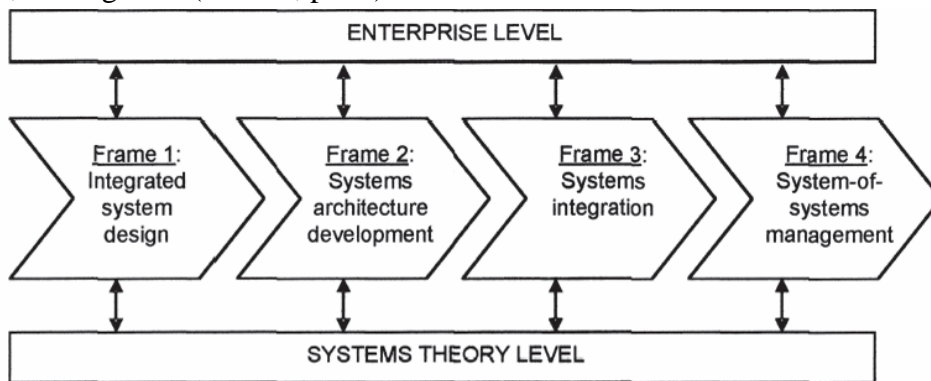 ENTERPRISE LEVEL
Frame 1:
Integrated
system
design
Frame 2:
Systems
architecture
development
Frame 3:
Systems
integration
Frame 4:
System-of-
systems
management
SYSTEMS THEORY LEVEL